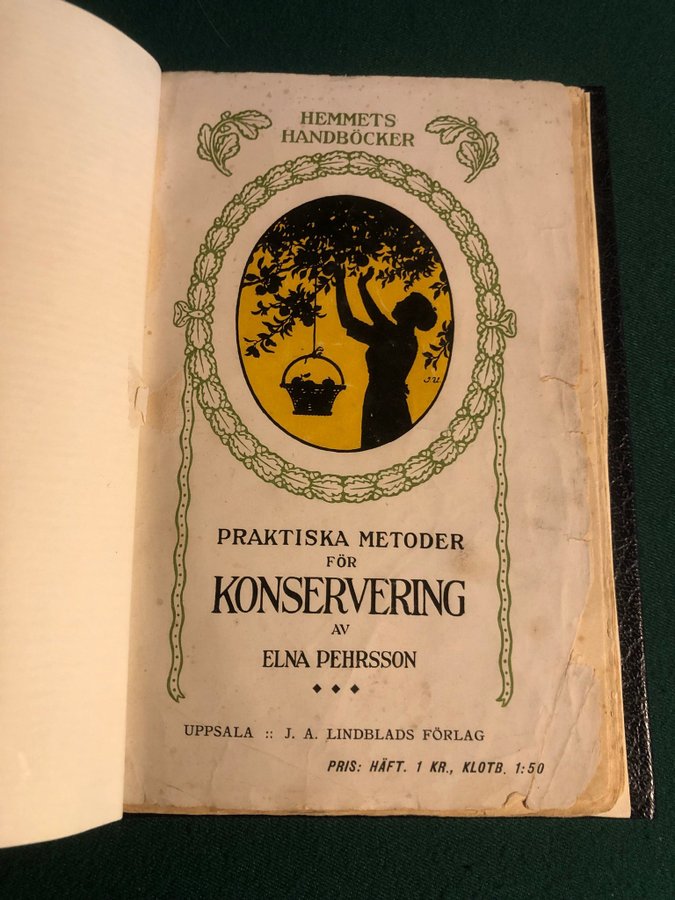 HEMMETS
HANDBÖCKER
J.U.
PRAKTISKA METODER
FÖR
KONSERVERING
AV
ELNA PEHRSSON
UPPSALA :: J. A. LINDBLADS FÖRLAG
PRIS: HÄFT. 1 KR., KLOTB. 1:50